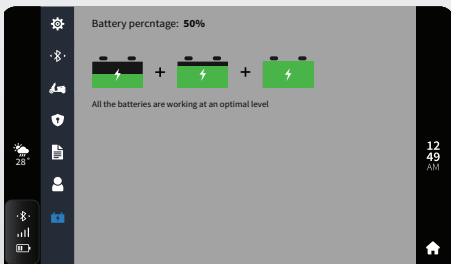 Battery percntage: 50%
+ +
All the batteries are working at an optimal level
28°
12
49
AM